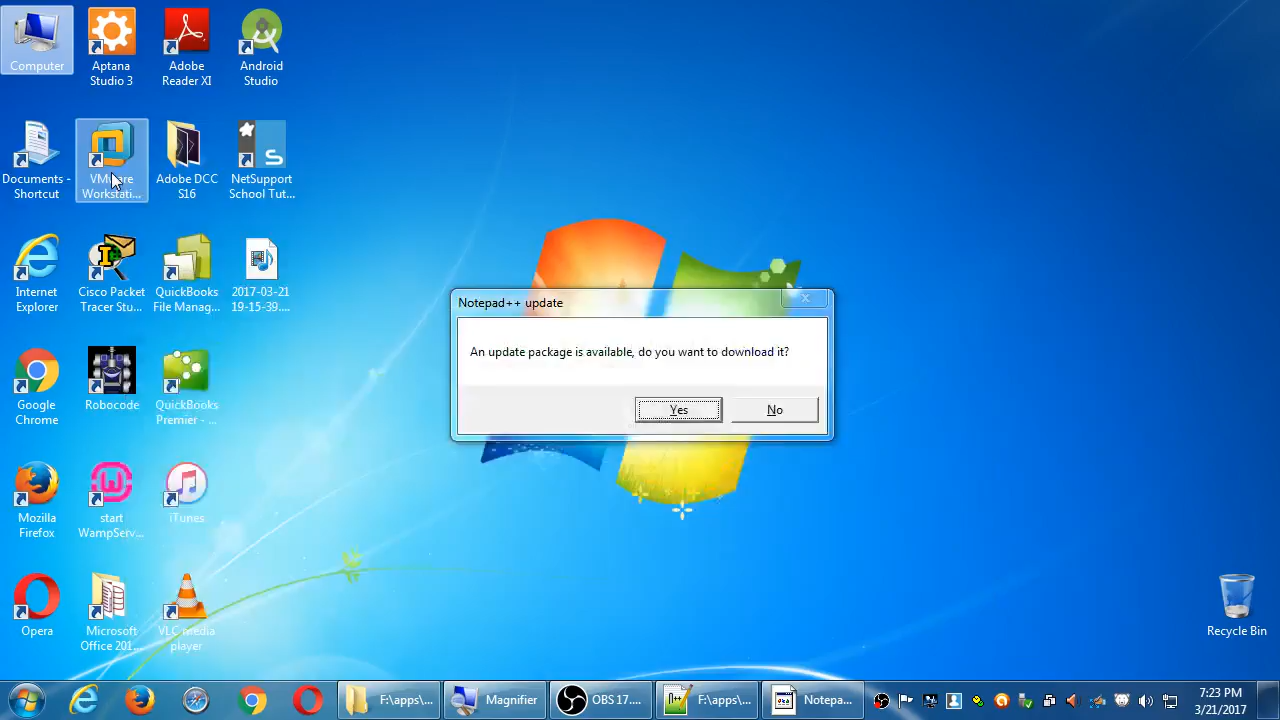 Computer
Aptana
Studio 3
Adobe
Reader XI
Android
Studio
Documents -
Shortcut
VMware
Workstati...
Adobe DCC
S16
NetSupport
School Tut...
Internet
Explorer
Cisco Packet
Tracer Stu...
QuickBooks
File Manag...
2017-03-21
19-15-39....
Google
Chrome
Robocode
QuickBooks
Premier - ...
Mozilla
Firefox
start
WampServ...
iTunes
Opera
Microsoft
Office 201...
VLC media
player
Notepad++ update
An update package is available, do you want to download it?
Yes
No
Recycle Bin
F:\apps\...
Magnifier
OBS 17....
F:\apps\...
Notepa...
7:23 PM
3/21/2017